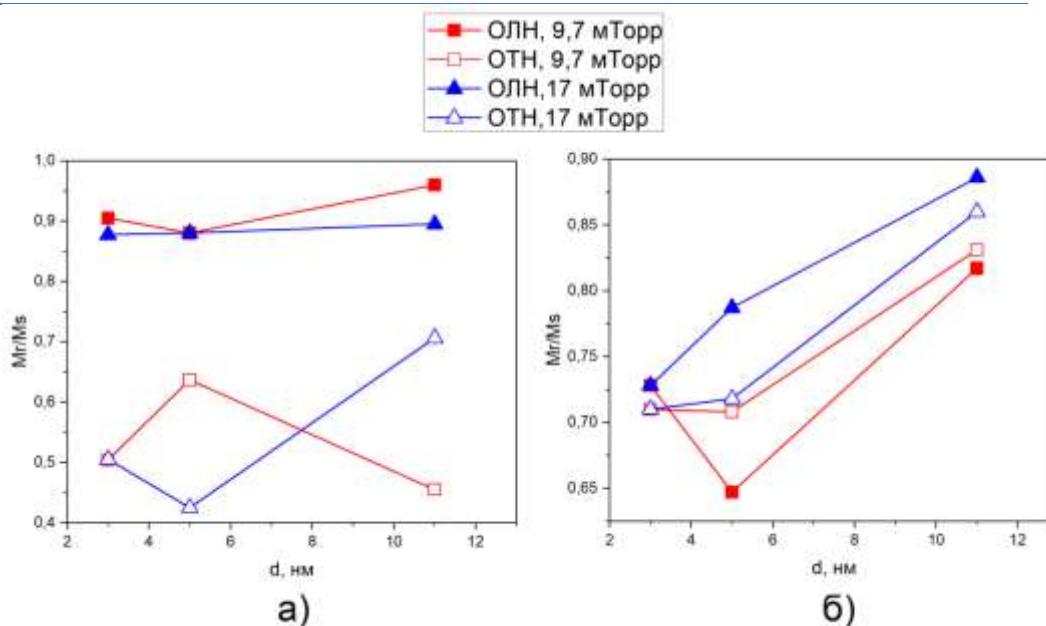 ОЛН, 9,7 мТорр
ОТН, 9,7 мТорр
ОЛН,17 мТорр
ОТН,17 мТорр
1,0
0,9
0,8
0,7
0,6
0,5
0,4
Mr/Ms
2 4 6 8 10 12
d, нм
а)
0,90
0,85
0,80
0,75
0,70
0,65
Mr/Ms
2 4 6 8 10 12
d, нм
б)